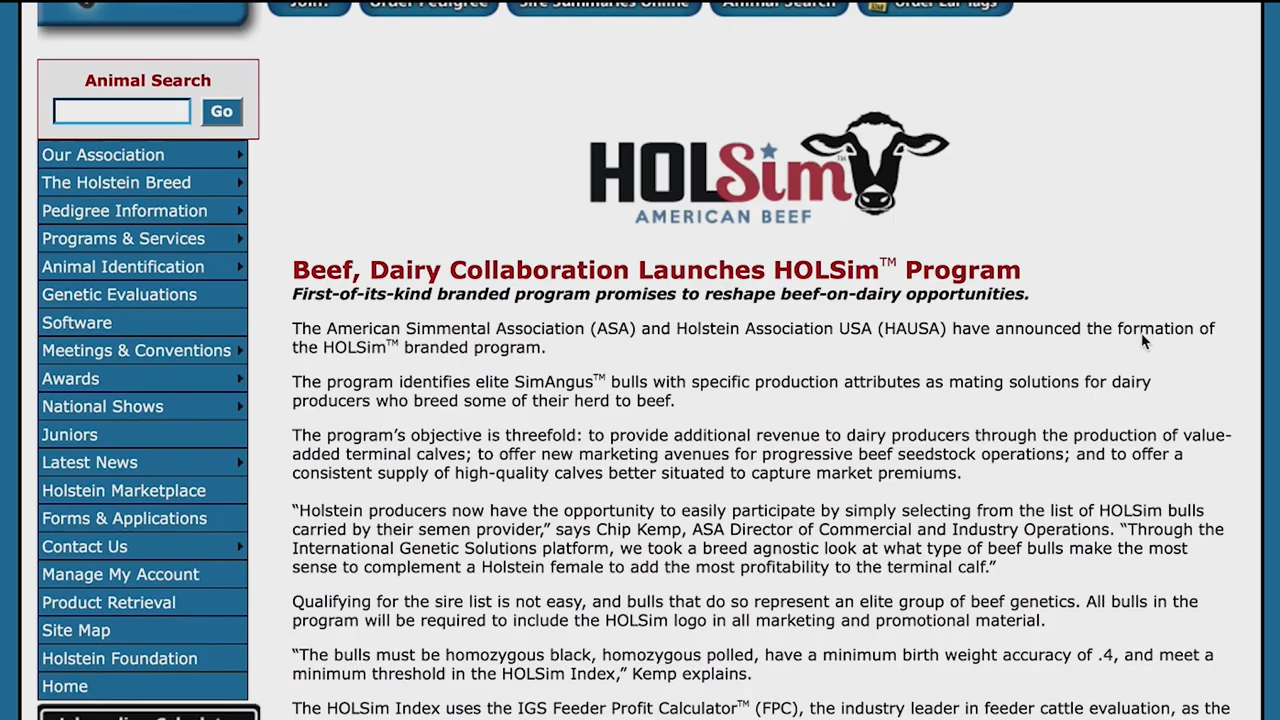 Join!
Order Pedigree
Sire Summaries Online
Animal Search
Order Ear Tags
Animal Search
Go
Our Association
The Holstein Breed
Pedigree Information
Programs & Services
Animal Identification
Genetic Evaluations
Software
Meetings & Conventions
Awards
National Shows
Juniors
Latest News
Holstein Marketplace
Forms & Applications
Contact Us
Manage My Account
Product Retrieval
Site Map
Holstein Foundation
Home
HOLSim™
AMERICAN BEEF
Beef, Dairy Collaboration Launches HOLSim™ Program
First-of-its-kind branded program promises to reshape beef-on-dairy opportunities.
The American Simmental Association (ASA) and Holstein Association USA (HAUSA) have announced the formation of
the HOLSim™ branded program.
The program identifies elite SimAngus™ bulls with specific production attributes as mating solutions for dairy
producers who breed some of their herd to beef.
The program’s objective is threefold: to provide additional revenue to dairy producers through the production of value-
added terminal calves; to offer new marketing avenues for progressive beef seedstock operations; and to offer a
consistent supply of high-quality calves better situated to capture market premiums.
“Holstein producers now have the opportunity to easily participate by simply selecting from the list of HOLSim bulls
carried by their semen provider,” says Chip Kemp, ASA Director of Commercial and Industry Operations. “Through the
International Genetic Solutions platform, we took a breed agnostic look at what type of beef bulls make the most
sense to complement a Holstein female to add the most profitability to the terminal calf.”
Qualifying for the sire list is not easy, and bulls that do so represent an elite group of beef genetics. All bulls in the
program will be required to include the HOLSim logo in all marketing and promotional material.
“The bulls must be homozygous black, homozygous polled, have a minimum birth weight accuracy of .4, and meet a
minimum threshold in the HOLSim Index,” Kemp explains.
The HOLSim Index uses the IGS Feeder Profit Calculator™ (FPC), the industry leader in feeder cattle evaluation, as the